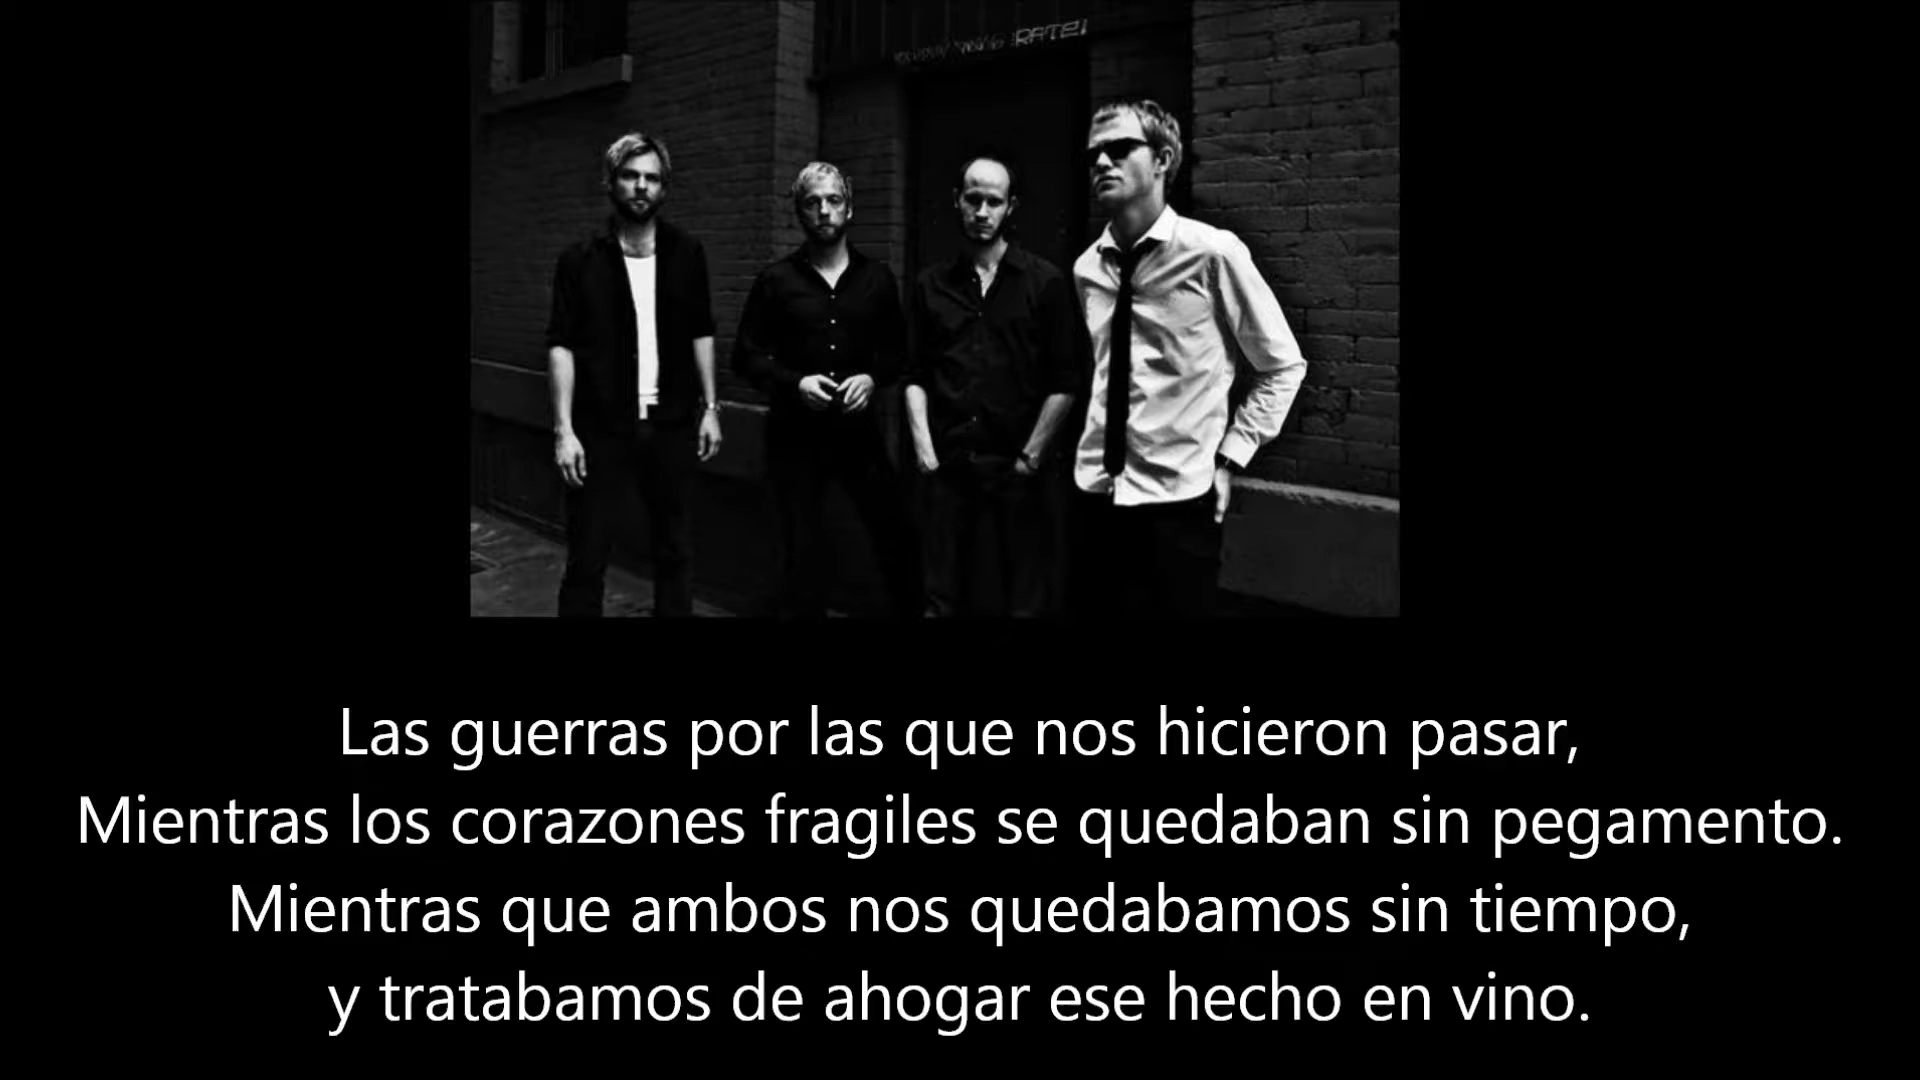 Las guerras por las que nos hicieron pasar,
Mientras los corazones fragiles se quedaban sin pegamento.
Mientras que ambos nos quedabamos sin tiempo,
y tratabamos de ahogar ese hecho en vino.